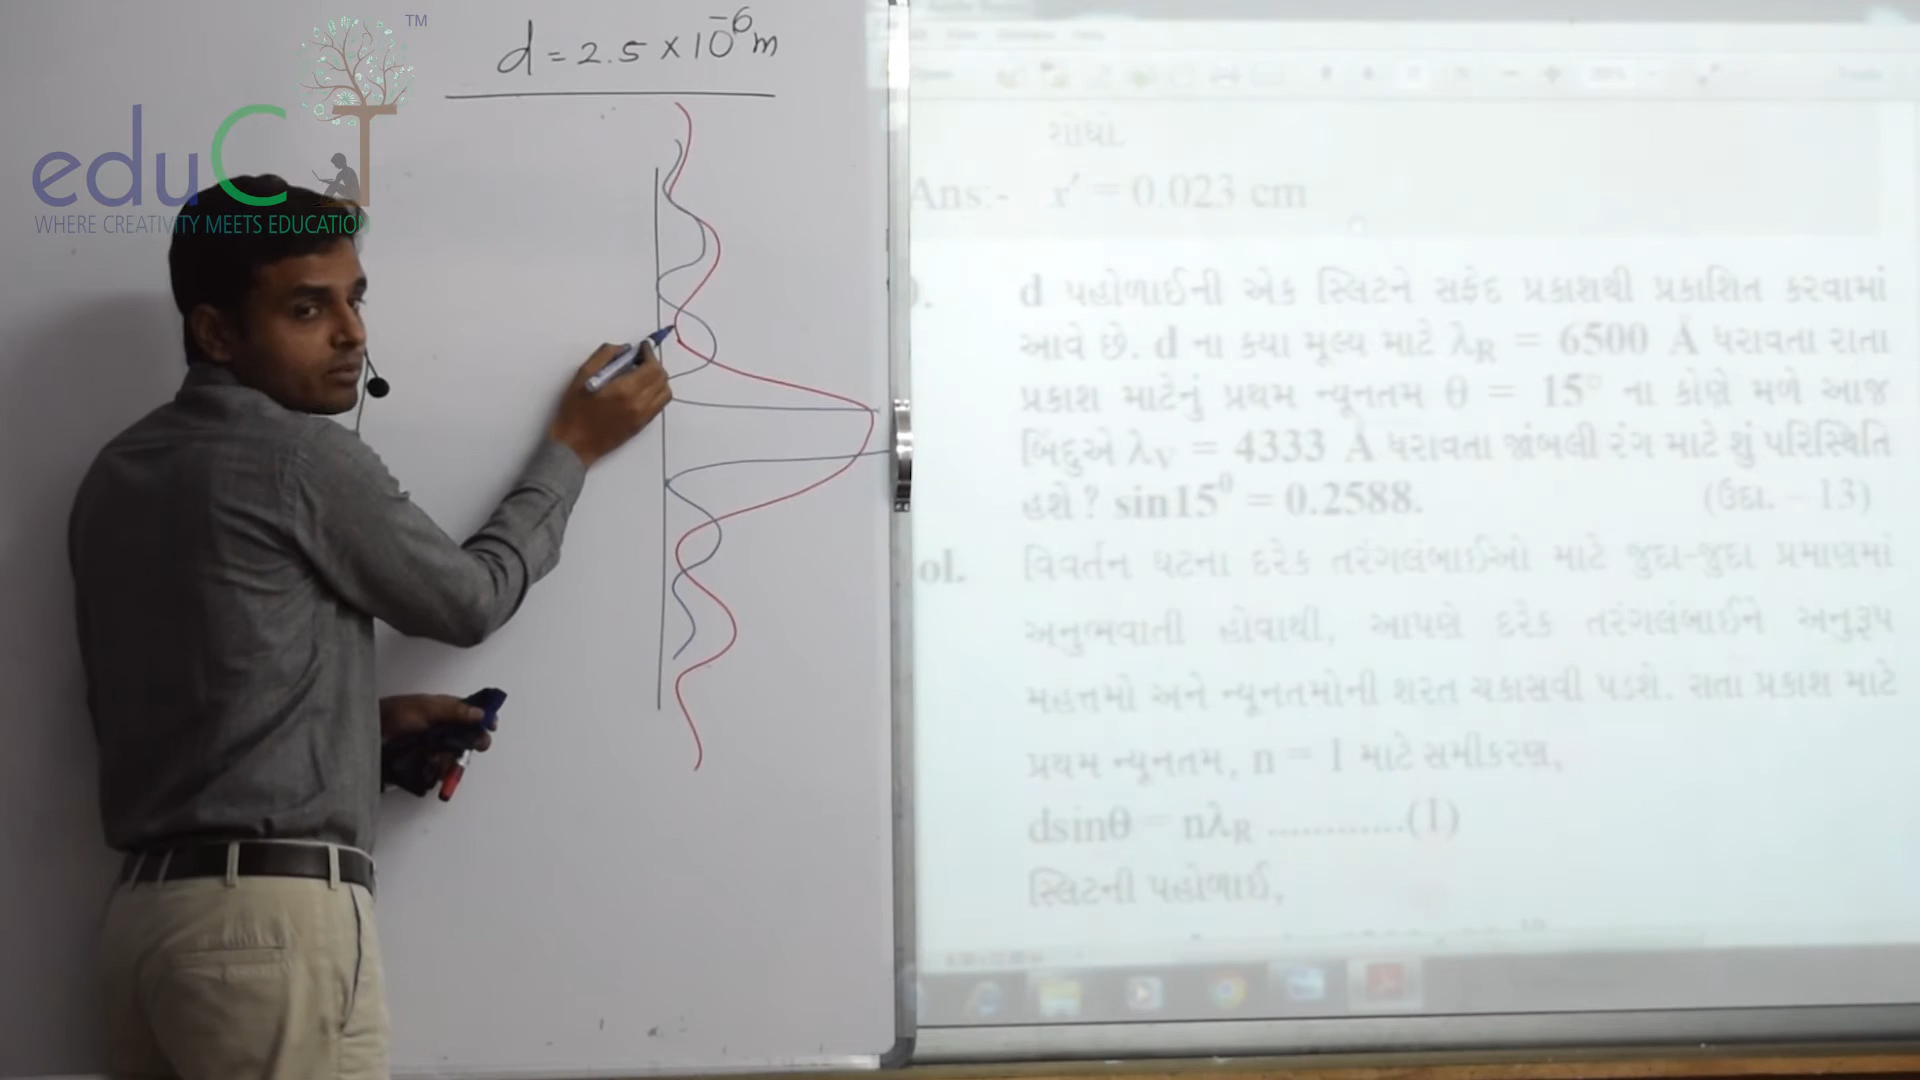 TM
eduCT
WHERE CREATIVITY MEETS EDUCATION
d = 2.5 × 10⁻⁶ m
શોધો.
Ans:- x′ = 0.023 cm
d પહોળાઈની એક સ્લિટને સફેદ પ્રકાશથી પ્રકાશિત કરવામાં
આવે છે. d ના કયા મૂલ્ય માટે λR = 6500 Å ધરાવતા રાતા
પ્રકાશ માટેનું પ્રથમ ન્યૂનતમ θ = 15° ના કોણે મળે આજ
બિંદુએ λV = 4333 Å ધરાવતા જાંબલી રંગ માટે શું પરિસ્થિતિ
હશે ? sin15⁰ = 0.2588. (ઉદા. – 13)
ol. વિવર્તન ઘટના દરેક તરંગલંબાઈઓ માટે જુદા-જુદા પ્રમાણમાં
અનુભવાતી હોવાથી, આપણે દરેક તરંગલંબાઈને અનુરૂપ
મહત્તમો અને ન્યૂનતમોની શરત ચકાસવી પડશે. રાતા પ્રકાશ માટે
પ્રથમ ન્યૂનતમ, n = 1 માટે સમીકરણ,
dsinθ = nλR ............(1)
સ્લિટની પહોળાઈ,